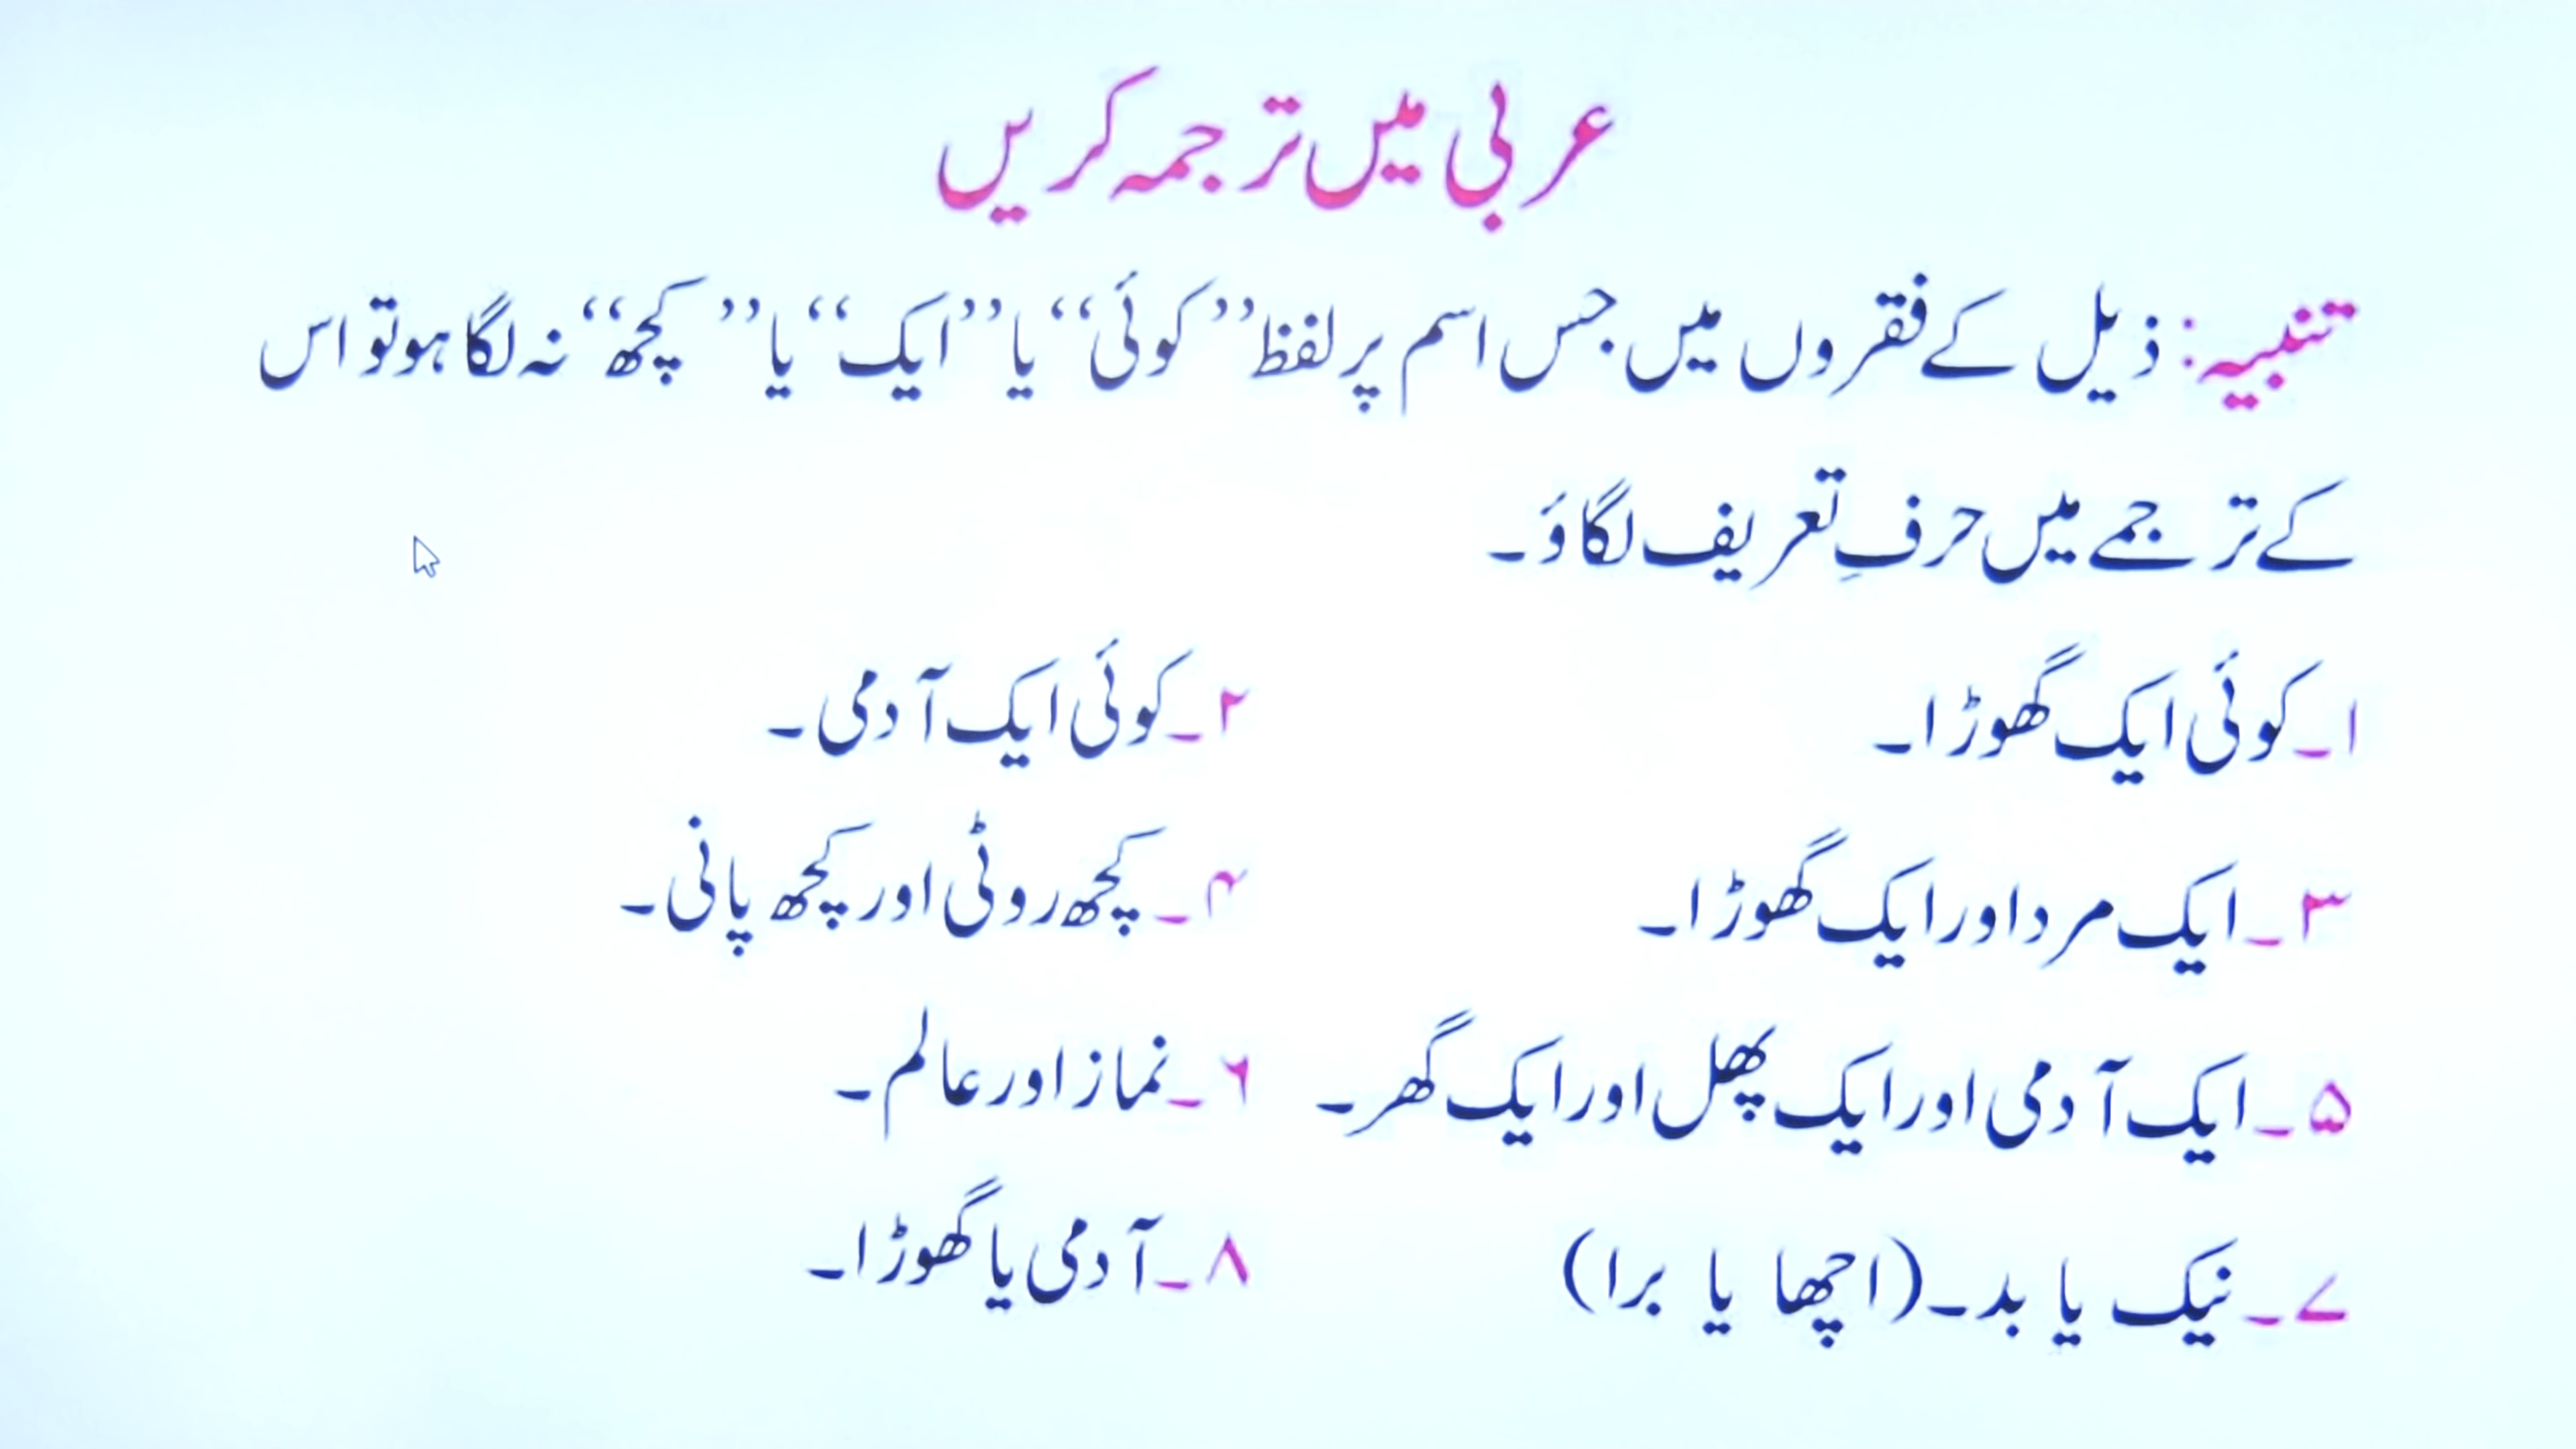 عربی میں ترجمہ کریں
تنبیہ: ذیل کے فقروں میں جس اسم پر لفظ ’’کوئی‘‘ یا ’’ایک‘‘ یا ’’کچھ‘‘ نہ لگا ہو تو اس
کے ترجمے میں حرفِ تعریف لگاؤ۔
۱۔کوئی ایک گھوڑا۔ ۲۔کوئی ایک آدمی۔
۳۔ایک مرد اور ایک گھوڑا۔ ۴۔کچھ روٹی اور کچھ پانی۔
۵۔ایک آدمی اور ایک پھل اور ایک گھر۔ ۶۔نماز اور عالم۔
۷۔نیک یا بد۔(اچھا یا برا) ۸۔آدمی یا گھوڑا۔